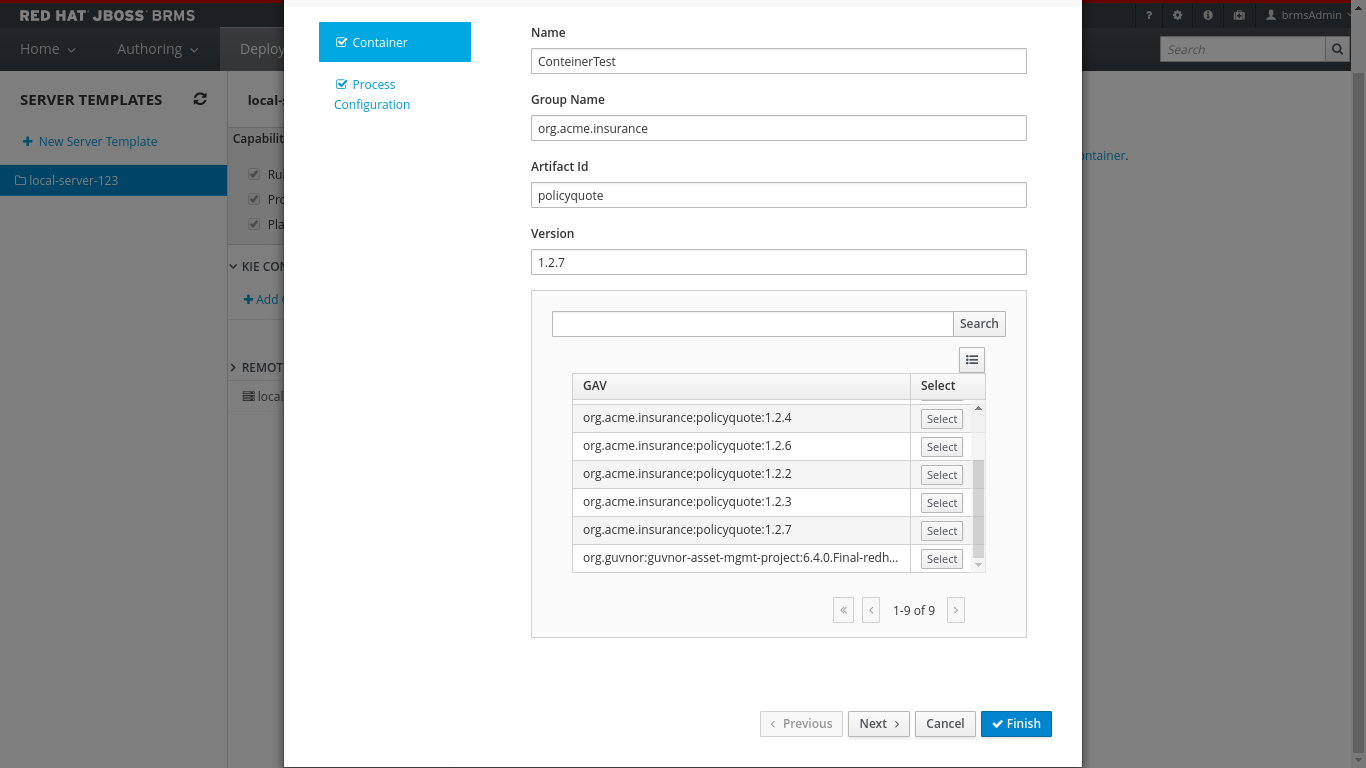 RED HAT JBOSS BRMS
? brmsAdmin
Home Authoring Deploy
Search
SERVER TEMPLATES
New Server Template
local-server-123
local-s
Capabilit
Ru
Pro
Pla
KIE CON
Add C
REMOT
local
ontainer.
Container
Process
Configuration
Name
ConteinerTest
Group Name
org.acme.insurance
Artifact Id
policyquote
Version
1.2.7
Search
GAV Select
org.acme.insurance:policyquote:1.2.4 Select
org.acme.insurance:policyquote:1.2.6 Select
org.acme.insurance:policyquote:1.2.2 Select
org.acme.insurance:policyquote:1.2.3 Select
org.acme.insurance:policyquote:1.2.7 Select
org.guvnor:guvnor-asset-mgmt-project:6.4.0.Final-redh... Select
« ‹ 1-9 of 9 ›
‹ Previous Next › Cancel Finish